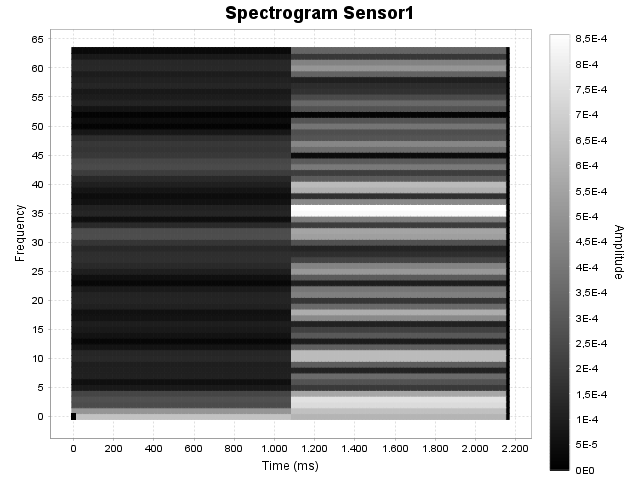 Spectrogram Sensor1
Frequency
65
60
55
50
45
40
35
30
25
20
15
10
5
0
0 200 400 600 800 1.000 1.200 1.400 1.600 1.800 2.000 2.200
Time (ms)
8,5E-4
8E-4
7,5E-4
7E-4
6,5E-4
6E-4
5,5E-4
5E-4
4,5E-4
4E-4
3,5E-4
3E-4
2,5E-4
2E-4
1,5E-4
1E-4
5E-5
0E0
Amplitude